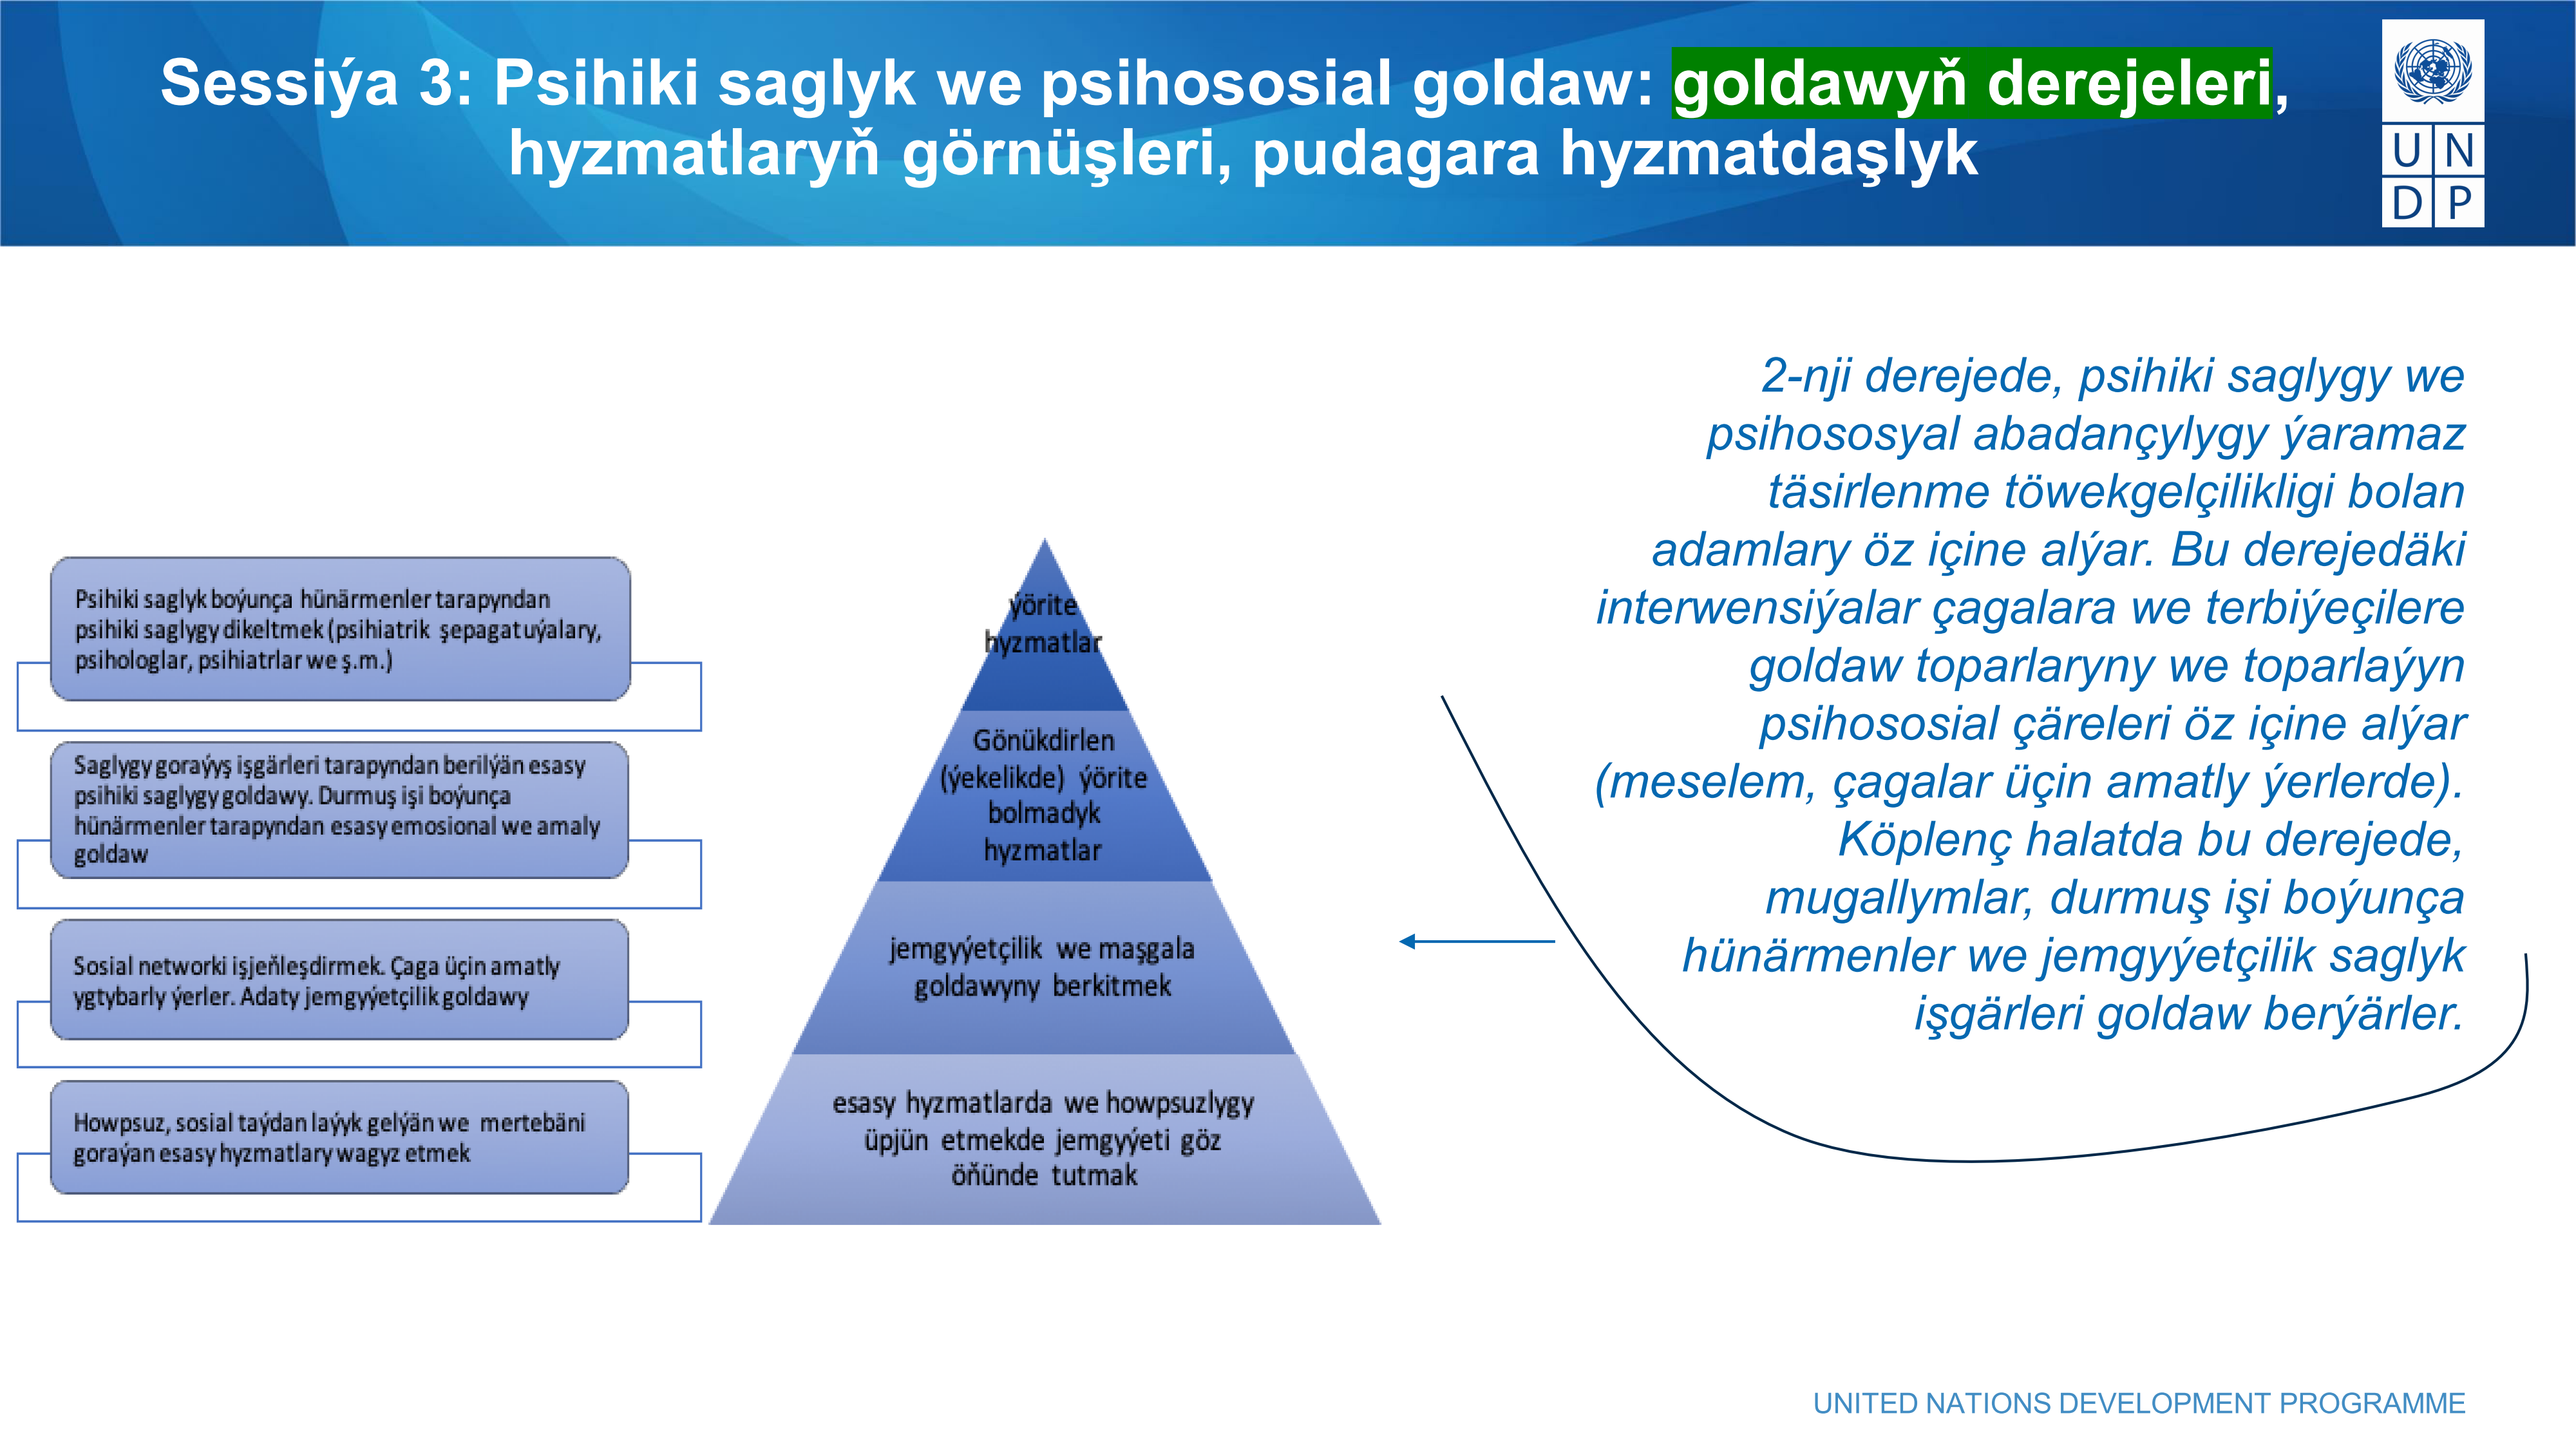 Sessiýa 3: Psihiki saglyk we psihososial goldaw: goldawyň derejeleri,
hyzmatlaryň görnüşleri, pudagara hyzmatdaşlyk
U N
D P
Psihiki saglyk boýunça hünärmenler tarapyndan
psihiki saglygy dikeltmek (psihiatrik şepagat uýalary,
psihologlar, psihiatrlar we ş.m.)
Saglygy goraýyş işgärleri tarapyndan berilýän esasy
psihiki saglygy goldawy. Durmuş işi boýunça
hünärmenler tarapyndan esasy emosional we amaly
goldaw
Sosial networki işjeňleşdirmek. Çaga üçin amatly
ygtybarly ýerler. Adaty jemgyýetçilik goldawy
Howpsuz, sosial taýdan laýyk gelýän we mertebäni
goraýan esasy hyzmatlary wagyz etmek
ýörite
hyzmatlar
Gönükdirlen
(ýekelikde) ýörite
bolmadyk
hyzmatlar
jemgyýetçilik we maşgala
goldawyny berkitmek
esasy hyzmatlarda we howpsuzlygy
üpjün etmekde jemgyýeti göz
öňünde tutmak
2-nji derejede, psihiki saglygy we
psihososyal abadançylygy ýaramaz
täsirlenme töwekgelçilikligi bolan
adamlary öz içine alýar. Bu derejedäki
interwensiýalar çagalara we terbiýeçilere
goldaw toparlaryny we toparlaýyn
psihososial çäreleri öz içine alýar
(meselem, çagalar üçin amatly ýerlerde).
Köplenç halatda bu derejede,
mugallymlar, durmuş işi boýunça
hünärmenler we jemgyýetçilik saglyk
işgärleri goldaw berýärler.
UNITED NATIONS DEVELOPMENT PROGRAMME